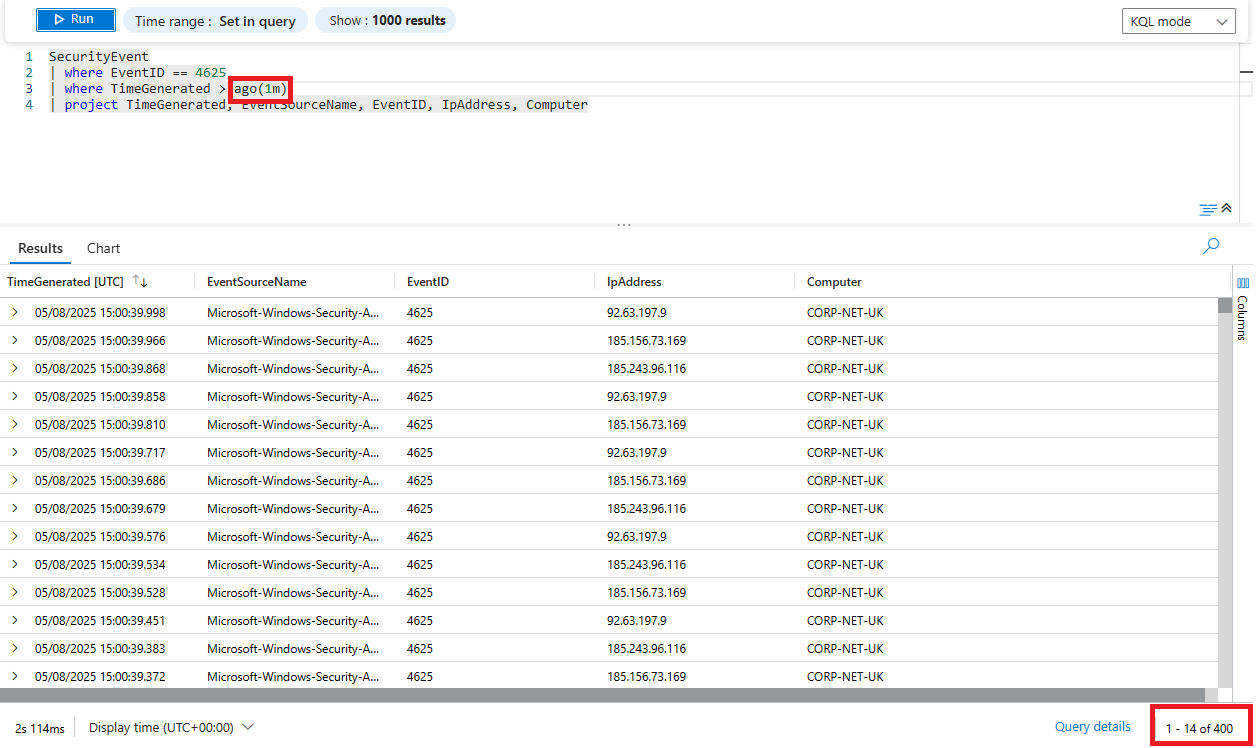 Run Time range : Set in query Show : 1000 results KQL mode
1 SecurityEvent
2 | where EventID == 4625
3 | where TimeGenerated > ago(1m)
4 | project TimeGenerated, EventSourceName, EventID, IpAddress, Computer
...
Results Chart
TimeGenerated [UTC] EventSourceName EventID IpAddress Computer
Columns
05/08/2025 15:00:39.998 Microsoft-Windows-Security-A... 4625 92.63.197.9 CORP-NET-UK
05/08/2025 15:00:39.966 Microsoft-Windows-Security-A... 4625 185.156.73.169 CORP-NET-UK
05/08/2025 15:00:39.868 Microsoft-Windows-Security-A... 4625 185.243.96.116 CORP-NET-UK
05/08/2025 15:00:39.858 Microsoft-Windows-Security-A... 4625 92.63.197.9 CORP-NET-UK
05/08/2025 15:00:39.810 Microsoft-Windows-Security-A... 4625 185.156.73.169 CORP-NET-UK
05/08/2025 15:00:39.717 Microsoft-Windows-Security-A... 4625 92.63.197.9 CORP-NET-UK
05/08/2025 15:00:39.686 Microsoft-Windows-Security-A... 4625 185.156.73.169 CORP-NET-UK
05/08/2025 15:00:39.679 Microsoft-Windows-Security-A... 4625 185.243.96.116 CORP-NET-UK
05/08/2025 15:00:39.576 Microsoft-Windows-Security-A... 4625 92.63.197.9 CORP-NET-UK
05/08/2025 15:00:39.534 Microsoft-Windows-Security-A... 4625 185.243.96.116 CORP-NET-UK
05/08/2025 15:00:39.528 Microsoft-Windows-Security-A... 4625 185.156.73.169 CORP-NET-UK
05/08/2025 15:00:39.451 Microsoft-Windows-Security-A... 4625 92.63.197.9 CORP-NET-UK
05/08/2025 15:00:39.383 Microsoft-Windows-Security-A... 4625 185.243.96.116 CORP-NET-UK
05/08/2025 15:00:39.372 Microsoft-Windows-Security-A... 4625 185.156.73.169 CORP-NET-UK
2s 114ms Display time (UTC+00:00) Query details 1 - 14 of 400